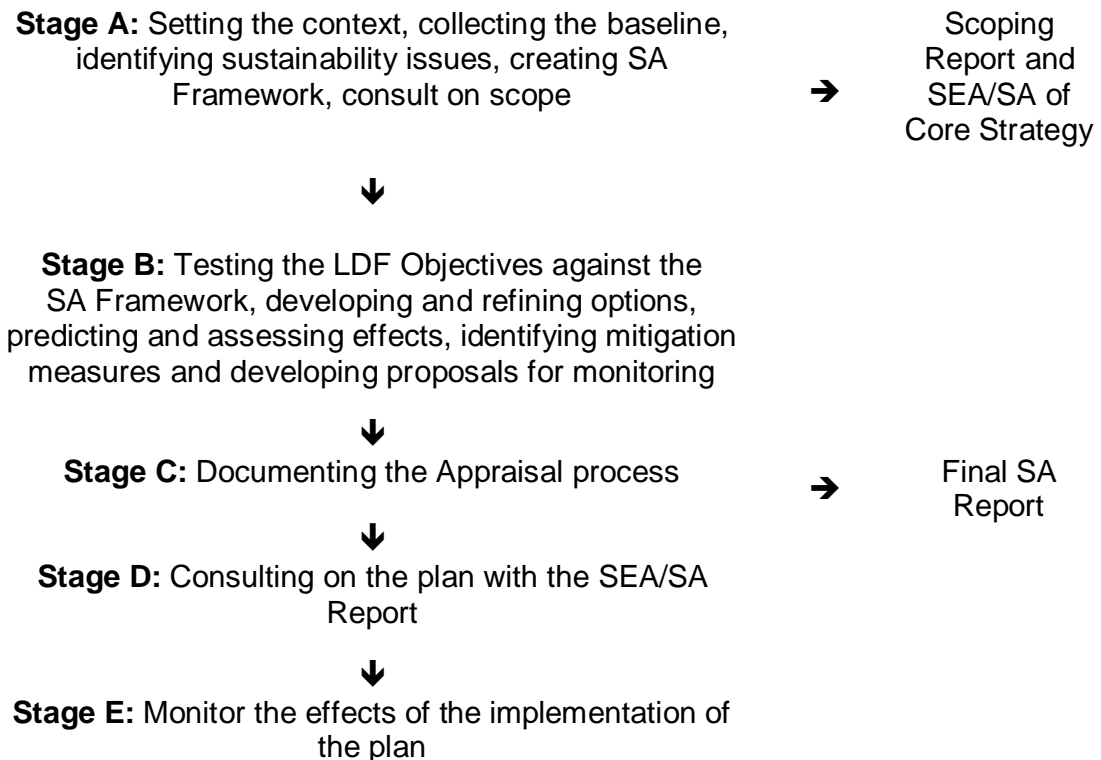 Stage A: Setting the context, collecting the baseline,
identifying sustainability issues, creating SA
Framework, consult on scope
➔
Scoping
Report and
SEA/SA of
Core Strategy
🡻
Stage B: Testing the LDF Objectives against the
SA Framework, developing and refining options,
predicting and assessing effects, identifying mitigation
measures and developing proposals for monitoring
🡻
Stage C: Documenting the Appraisal process
➔
Final SA
Report
🡻
Stage D: Consulting on the plan with the SEA/SA
Report
🡻
Stage E: Monitor the effects of the implementation of
the plan